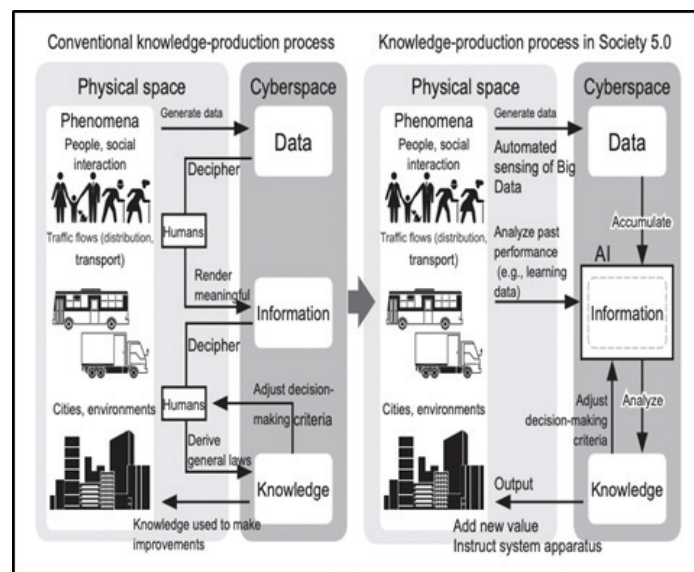 Conventional knowledge-production process
Physical space
Cyberspace
Phenomena
People, social
interaction
Generate data
Data
Decipher
Humans
Traffic flows (distribution,
transport)
Render
meaningful
Information
Decipher
Humans
Adjust decision-
making criteria
Cities, environments
Derive
general laws
Knowledge
Knowledge used to make
improvements
Knowledge-production process in Society 5.0
Physical space
Cyberspace
Phenomena
People, social
interaction
Generate data
Automated
sensing of Big
Data
Data
Accumulate
Traffic flows (distribution,
transport)
Analyze past
performance
(e.g., learning
data)
AI
Information
Cities, environments
Adjust
decision-making
criteria
Analyze
Knowledge
Output
Add new value
Instruct system apparatus